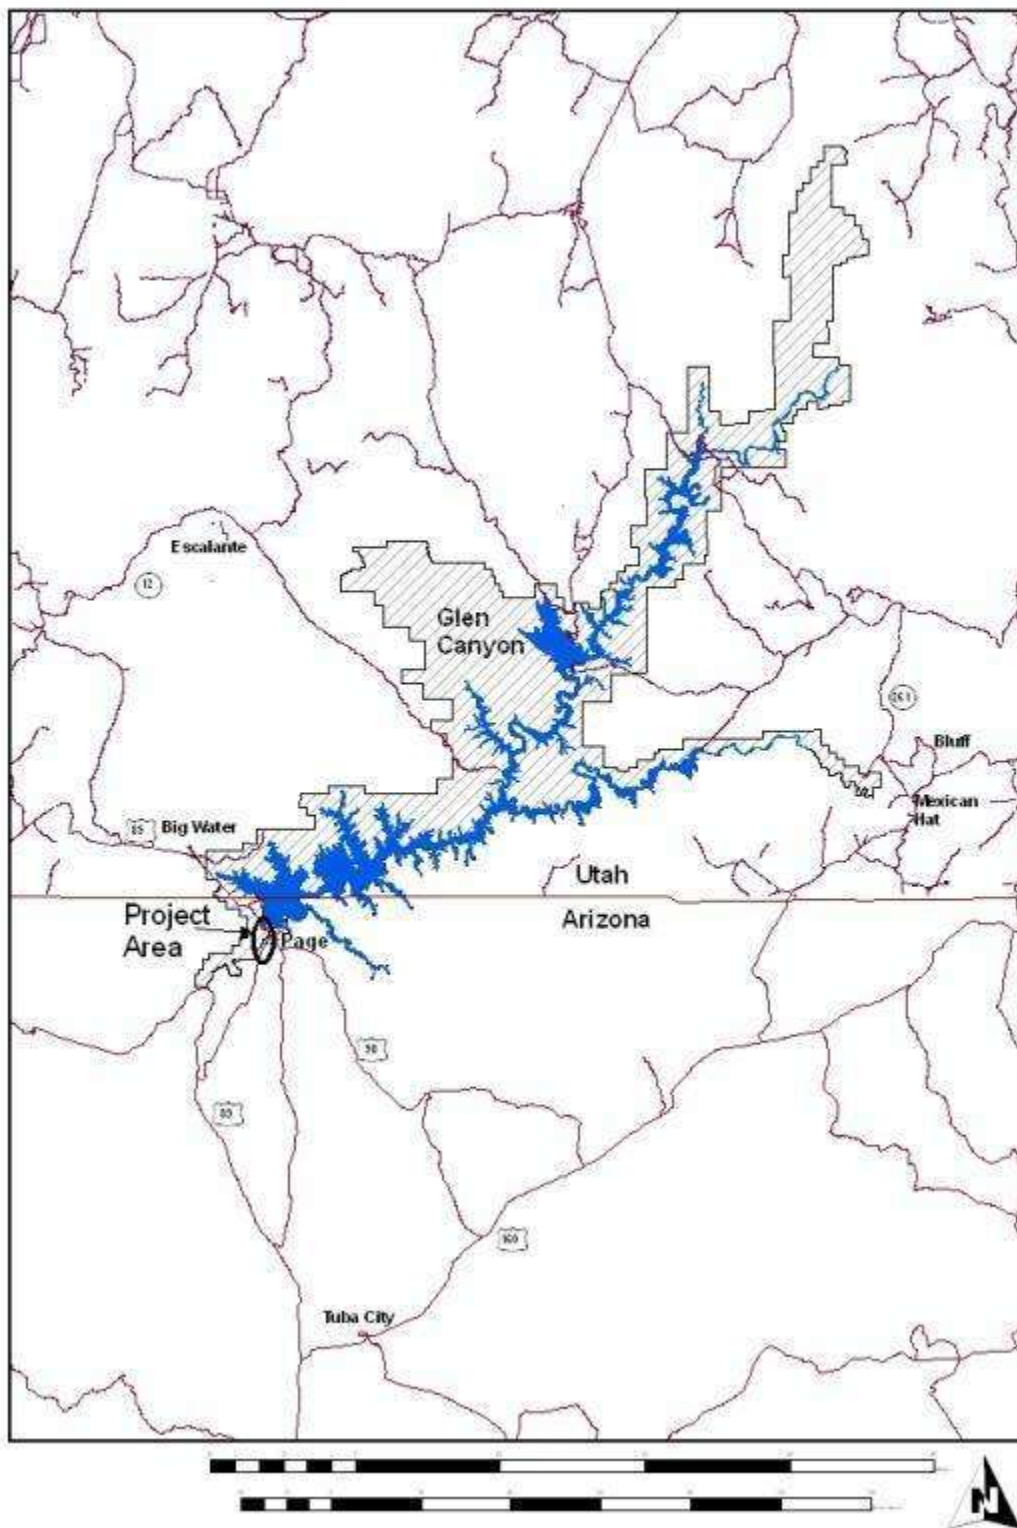 Escalante
12
Glen
Canyon
261
Bluff
Mexican
Hat
Big Water
Utah
Arizona
Project
Area
Page
98
89
160
Tuba City
N